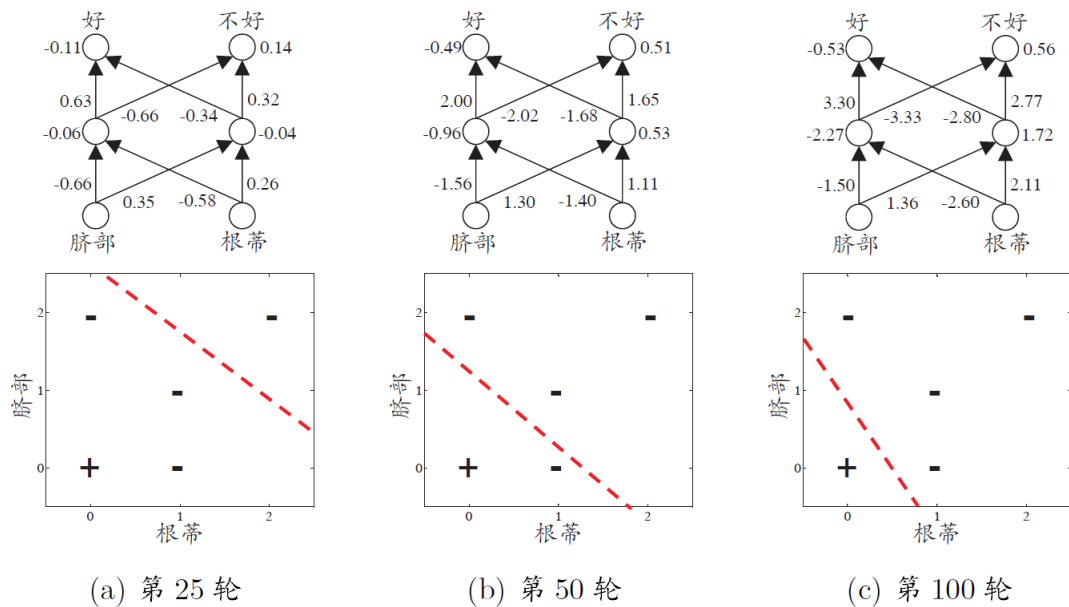 好 不好
-0.11 0.14
0.63 -0.66 -0.34 0.32
-0.06 -0.04
-0.66 0.35 -0.58 0.26
脐部 根蒂
好 不好
-0.49 0.51
2.00 -2.02 -1.68 1.65
-0.96 0.53
-1.56 1.30 -1.40 1.11
脐部 根蒂
好 不好
-0.53 0.56
3.30 -3.33 -2.80 2.77
-2.27 1.72
-1.50 1.36 -2.60 2.11
脐部 根蒂
脐部
2
1
0
- -
-
+ -
0 1 2
根蒂
脐部
2
1
0
- -
-
+ -
0 1 2
根蒂
脐部
2
1
0
- -
-
+ -
0 1 2
根蒂
(a) 第 25 轮
(b) 第 50 轮
(c) 第 100 轮